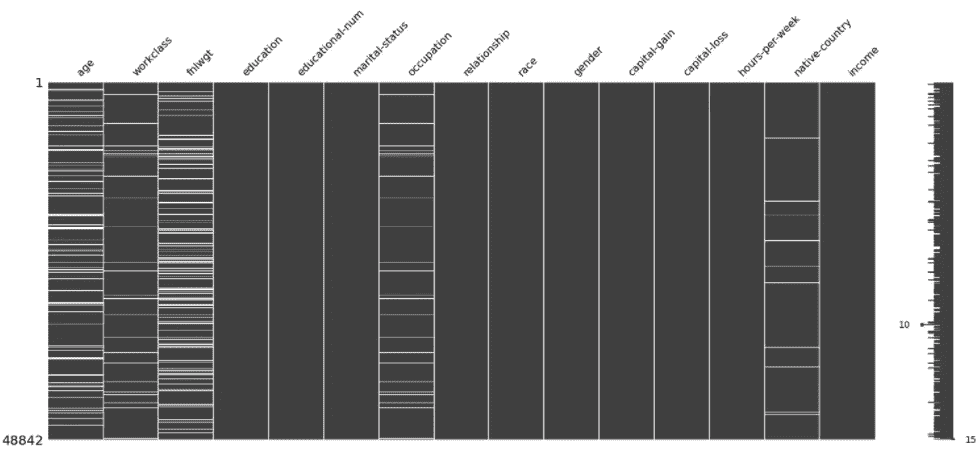 age
workclass
fnlwgt
education
educational-num
marital-status
occupation
relationship
race
gender
capital-gain
capital-loss
hours-per-week
native-country
income
1
10
48842
15